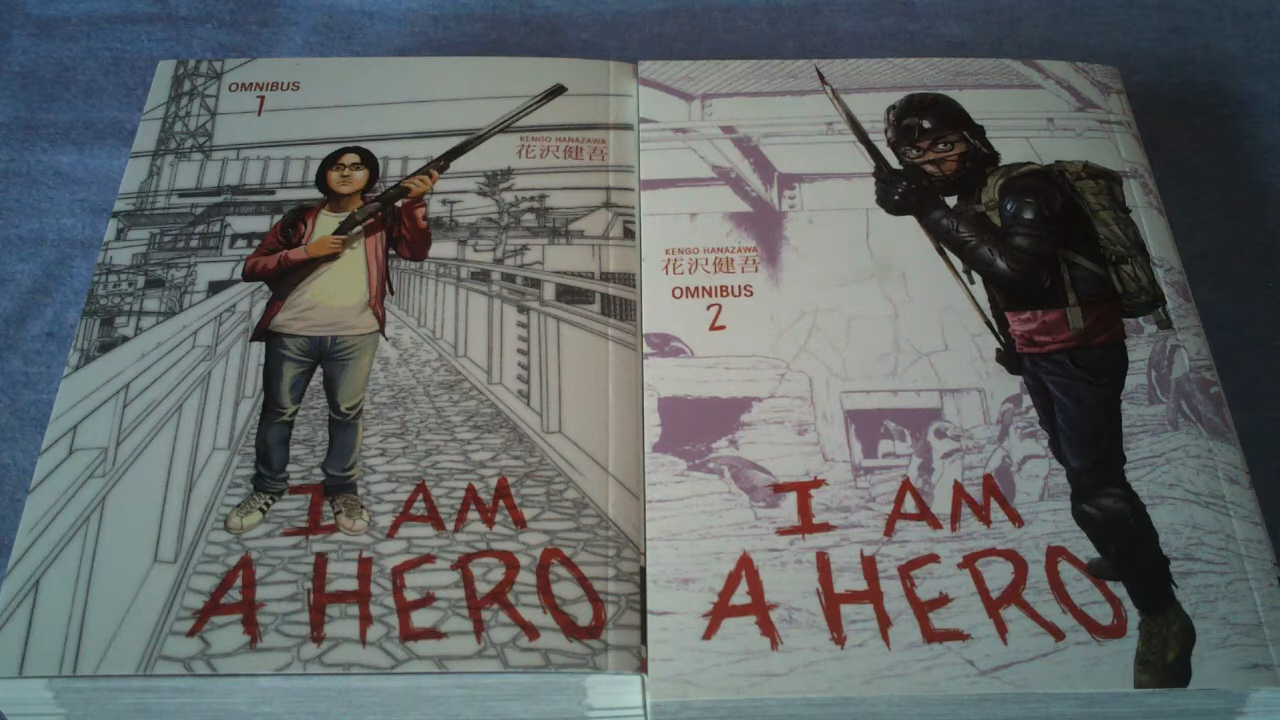 OMNIBUS
1
KENGO HANAZAWA
花沢健吾
I AM
A HERO
KENGO HANAZAWA
花沢健吾
OMNIBUS
2
I AM
A HERO